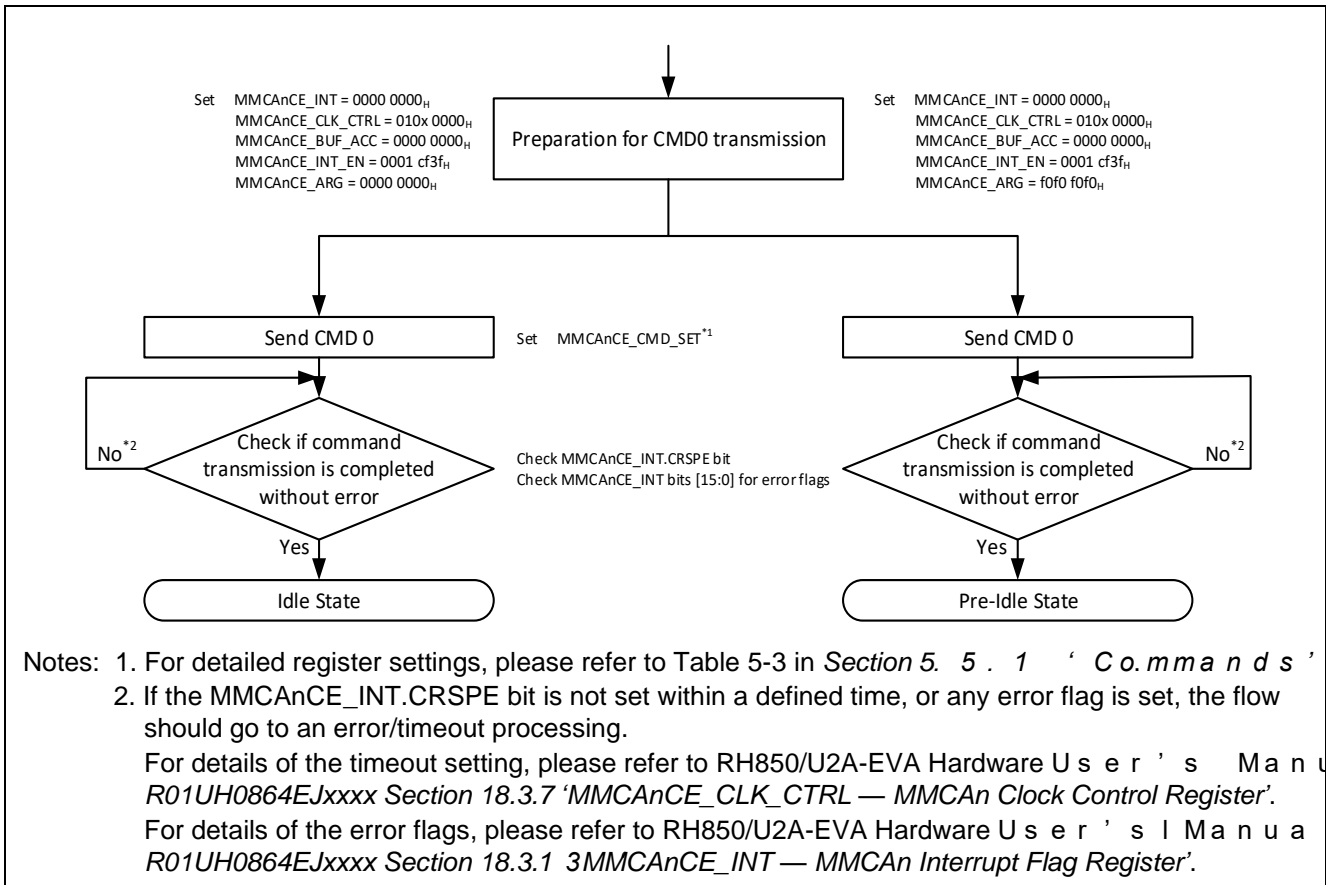 Set MMCAnCE_INT = 0000 0000H
MMCAnCE_CLK_CTRL = 010x 0000H
MMCAnCE_BUF_ACC = 0000 0000H
MMCAnCE_INT_EN = 0001 cf3fH
MMCAnCE_ARG = 0000 0000H
Preparation for CMD0 transmission
Set MMCAnCE_INT = 0000 0000H
MMCAnCE_CLK_CTRL = 010x 0000H
MMCAnCE_BUF_ACC = 0000 0000H
MMCAnCE_INT_EN = 0001 cf3fH
MMCAnCE_ARG = f0f0 f0f0H
Send CMD 0
Set MMCAnCE_CMD_SET*1
Send CMD 0
No*2
Check if command
transmission is completed
without error
Check MMCAnCE_INT.CRSPE bit
Check MMCAnCE_INT bits [15:0] for error flags
Check if command
transmission is completed
without error
No*2
Yes
Yes
Idle State
Pre-Idle State
Notes: 1. For detailed register settings, please refer to Table 5-3 in Section 5. 5 . 1 ‘ C o. m m a n d s ’
2. If the MMCAnCE_INT.CRSPE bit is not set within a defined time, or any error flag is set, the flow
should go to an error/timeout processing.
For details of the timeout setting, please refer to RH850/U2A-EVA Hardware U s e r ’ s M a n u
R01UH0864EJxxxx Section 18.3.7 ‘MMCAnCE_CLK_CTRL — MMCAn Clock Control Register’.
For details of the error flags, please refer to RH850/U2A-EVA Hardware U s e r ’ s l M a n u a
R01UH0864EJxxxx Section 18.3.1 3MMCAnCE_INT — MMCAn Interrupt Flag Register’.